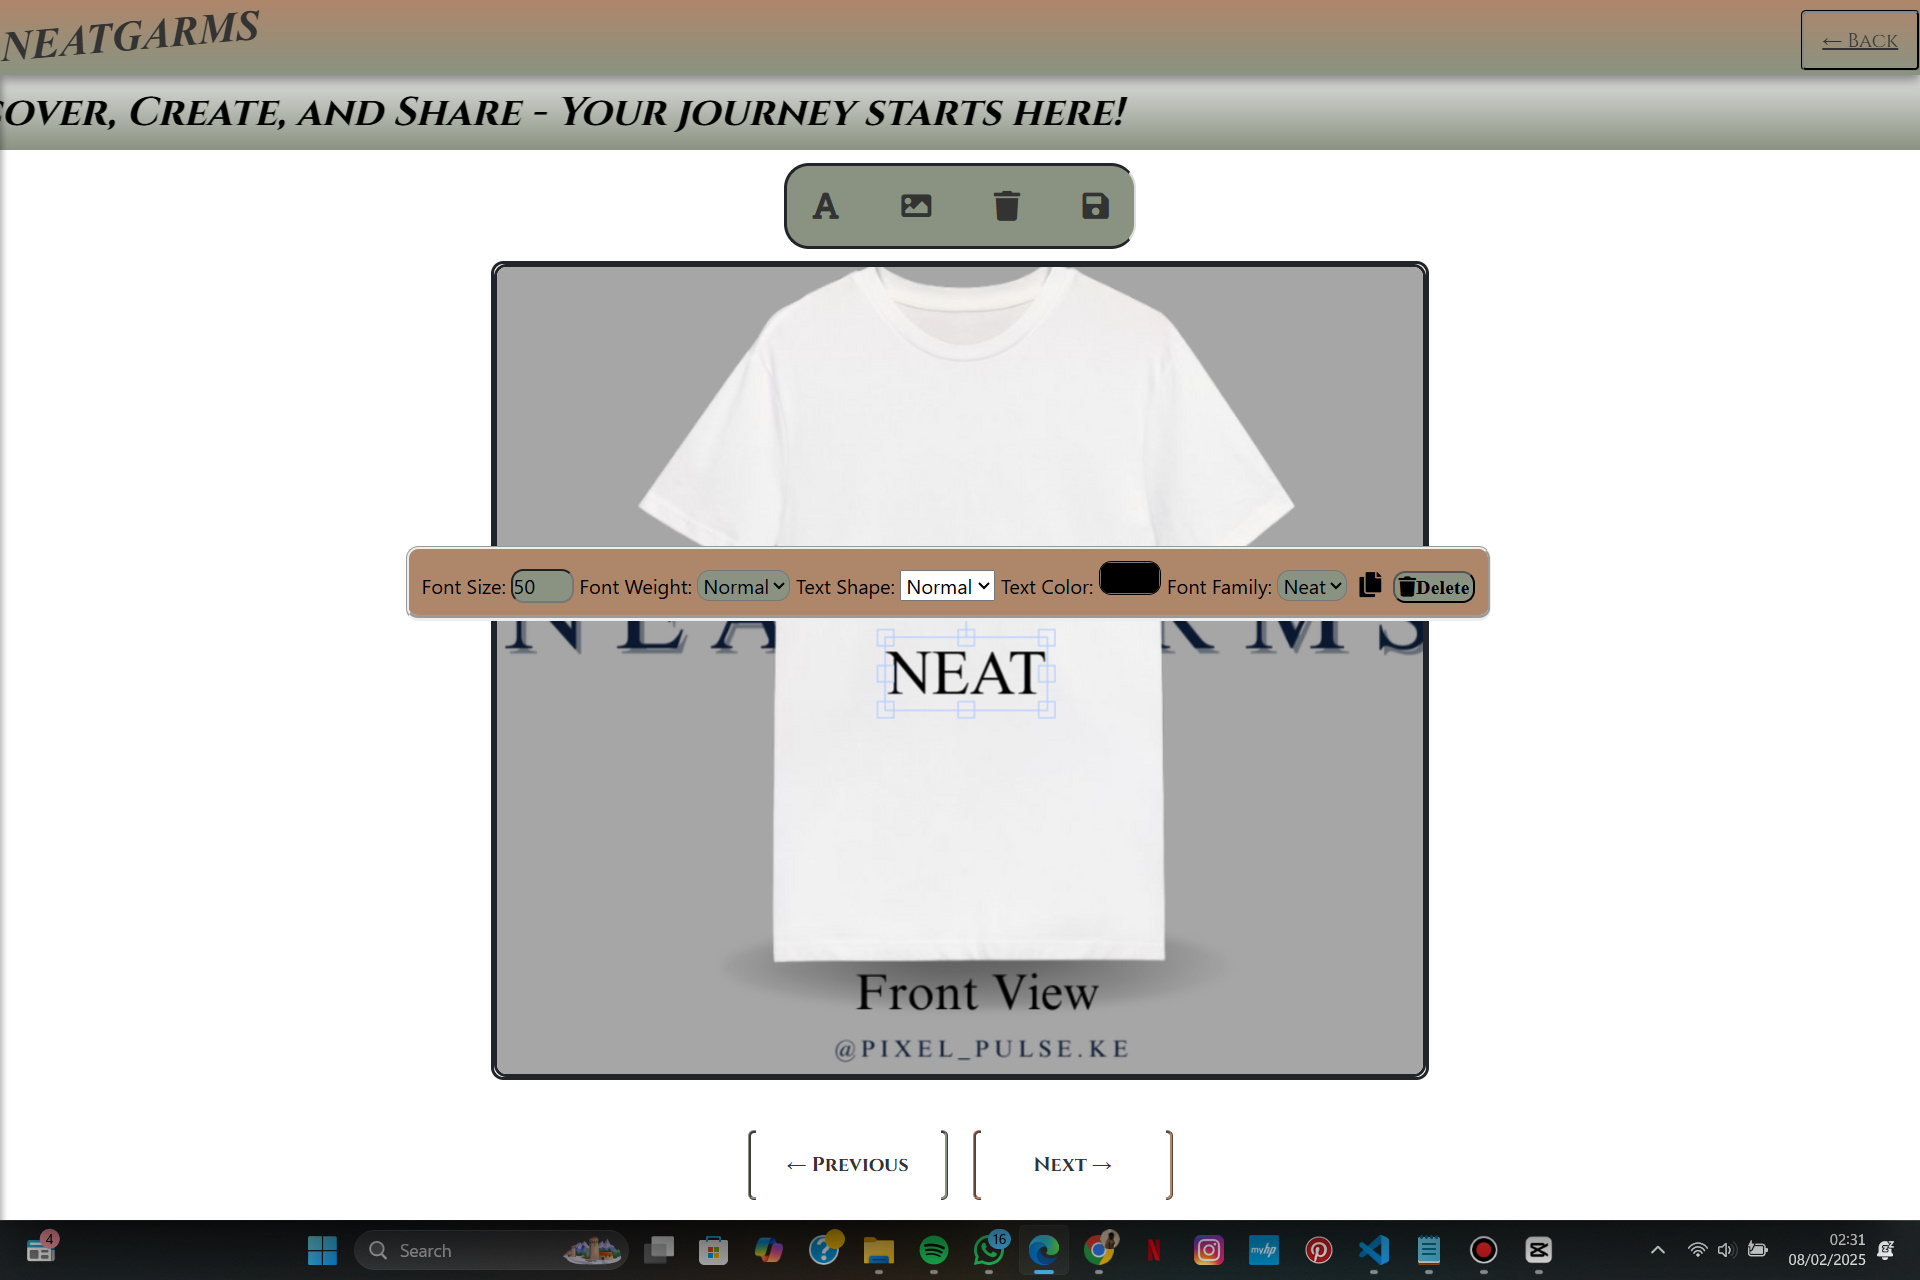 NEATGARMS
← Back
cover, Create, and Share - Your journey starts here!
Font Size: 50 Font Weight: Normal Text Shape: Normal Text Color: Font Family: Neat Delete
NEAT
Front View
@PIXEL_PULSE.KE
← Previous
Next →
4
Search
16
myhp
02:31
08/02/2025